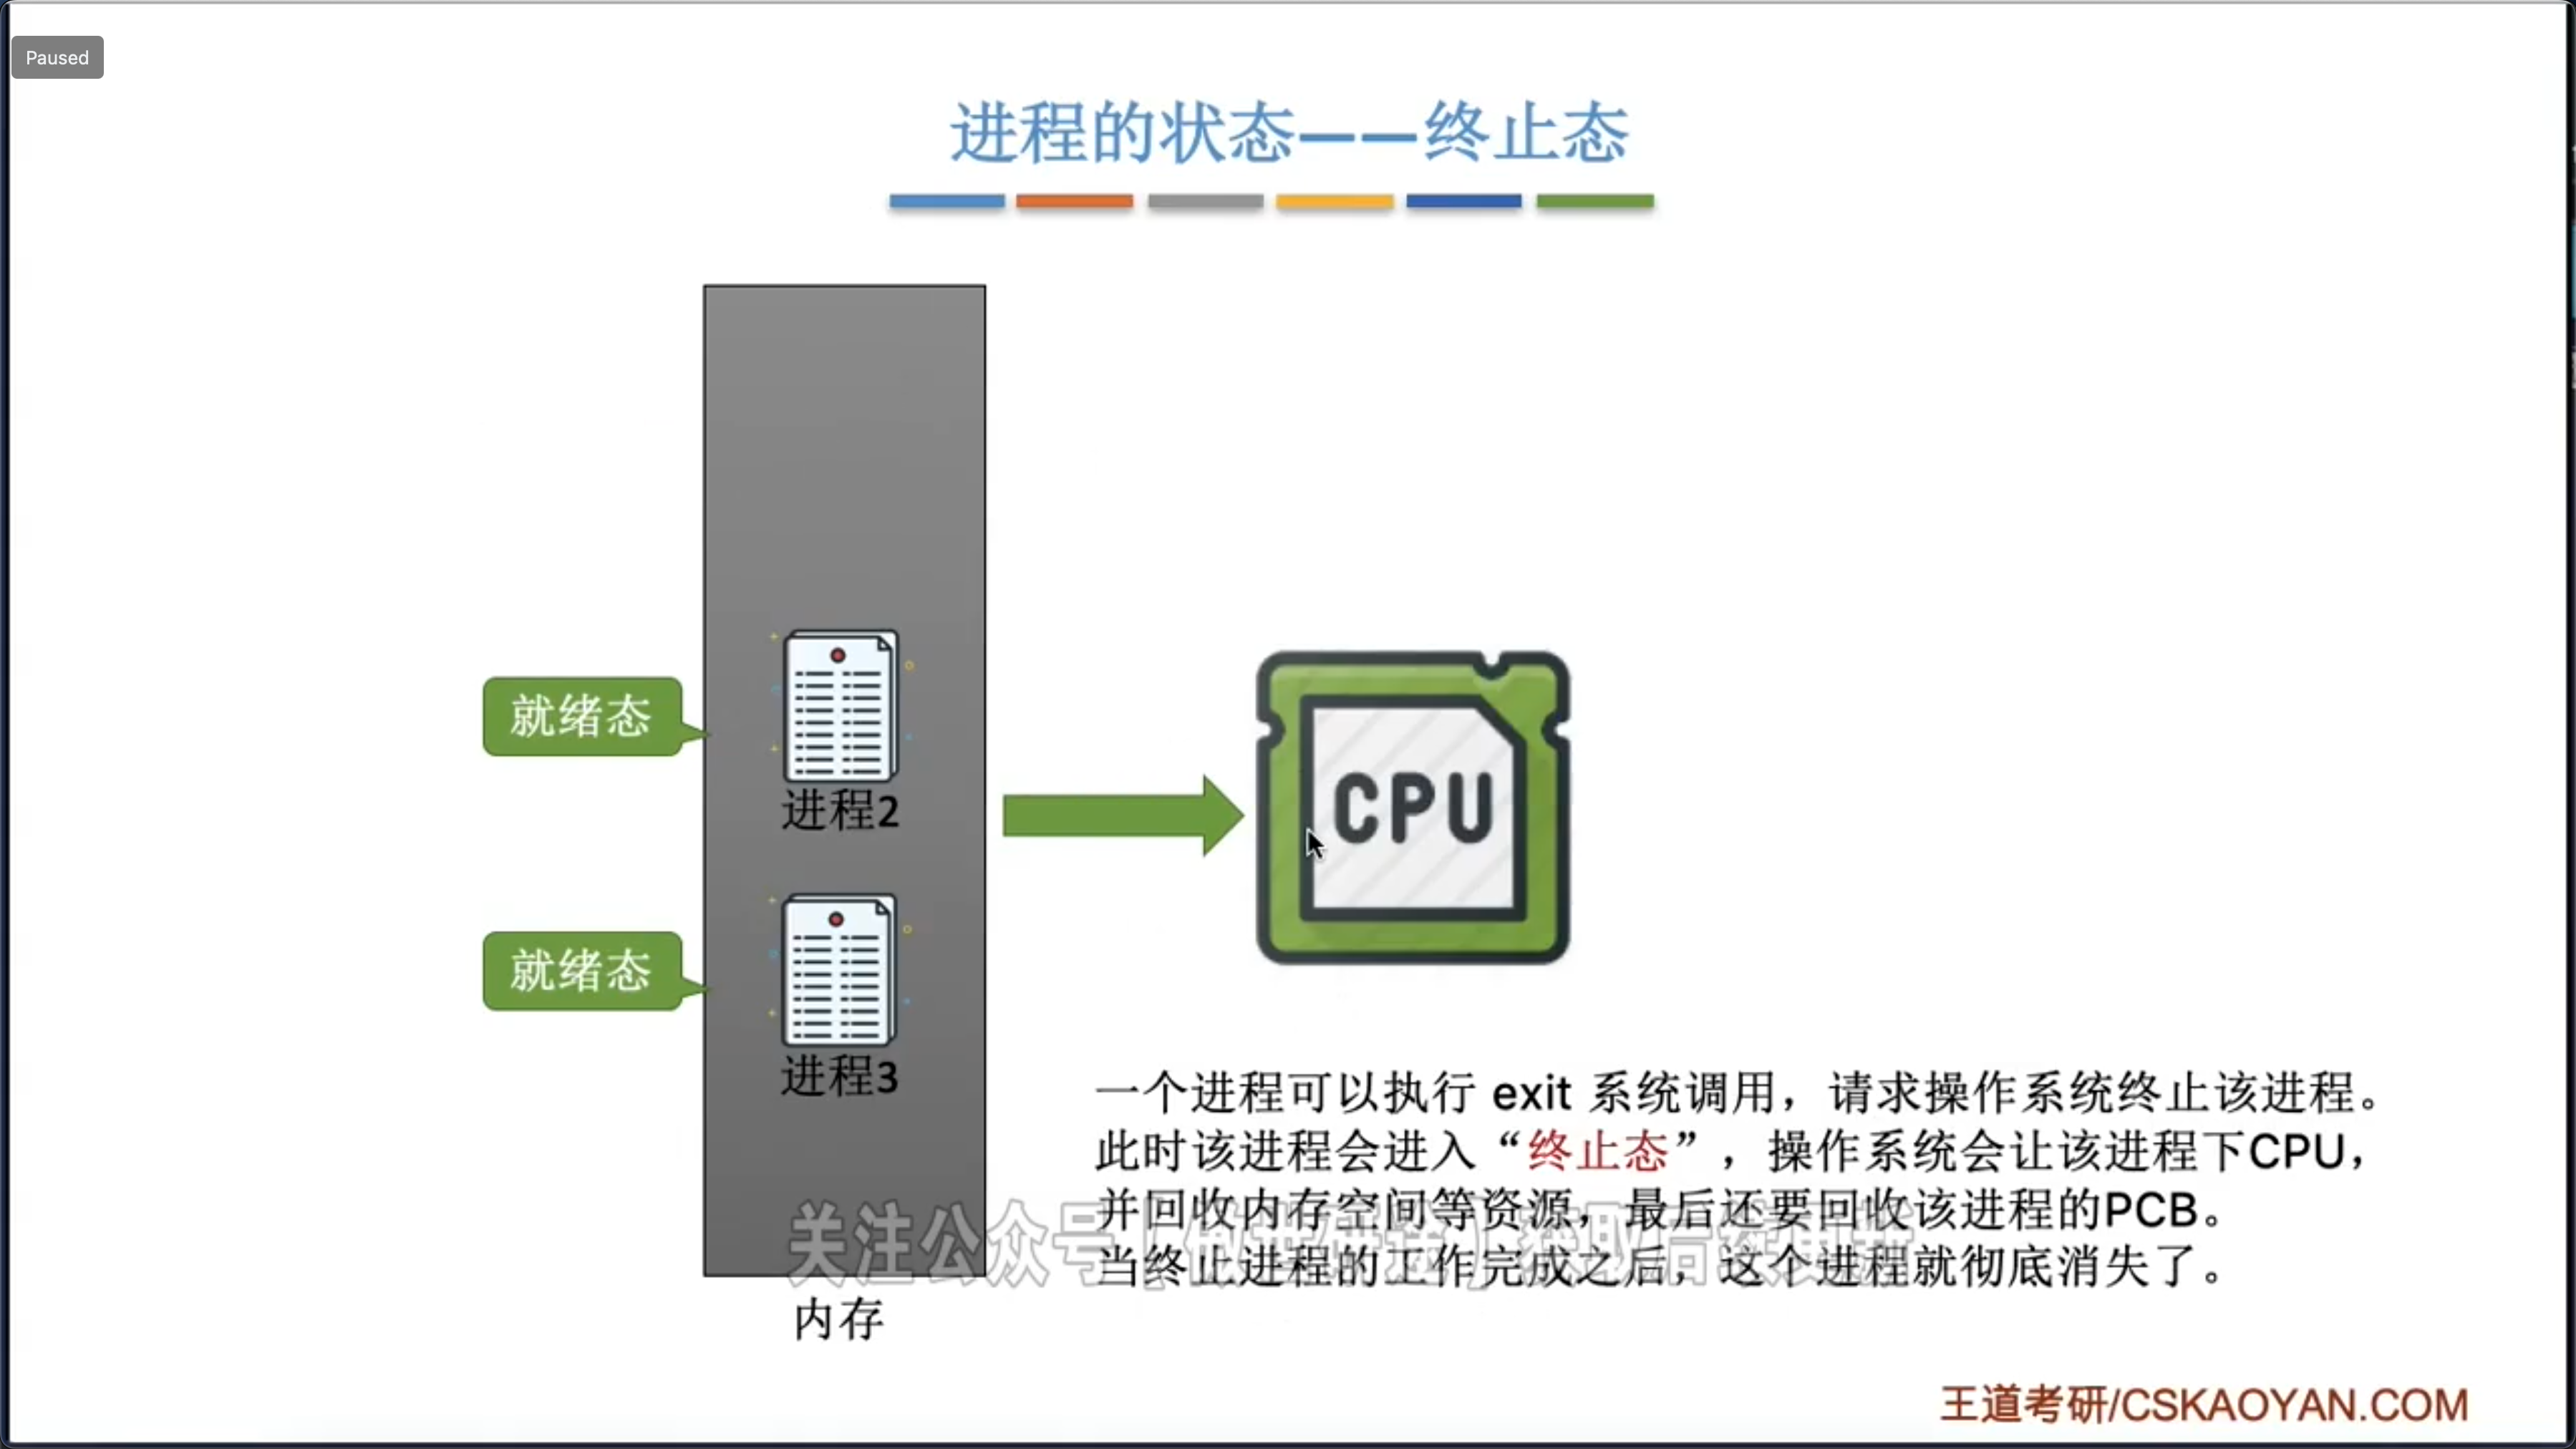 Paused
进程的状态——终止态
就绪态
进程2
就绪态
进程3
内存
CPU
一个进程可以执行 exit 系统调用，请求操作系统终止该进程。
此时该进程会进入“终止态”，操作系统会让该进程下CPU，
并回收内存空间等资源，最后还要回收该进程的PCB。
当终止进程的工作完成之后，这个进程就彻底消失了。
关注公众号
王道考研/CSKAOYAN.COM